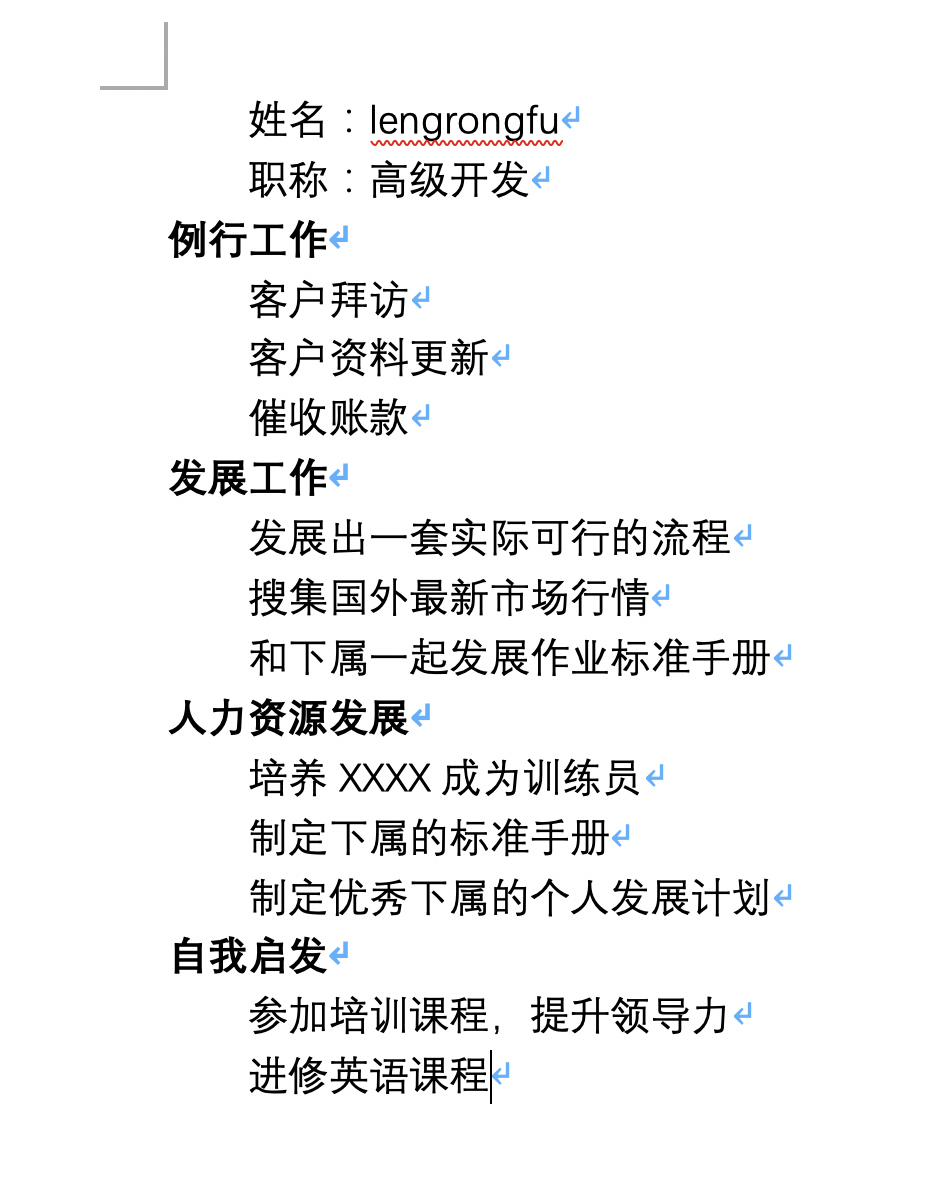 姓名：lengrongfu
职称：高级开发
例行工作
客户拜访
客户资料更新
催收账款
发展工作
发展出一套实际可行的流程
搜集国外最新市场行情
和下属一起发展作业标准手册
人力资源发展
培养 XXXX 成为训练员
制定下属的标准手册
制定优秀下属的个人发展计划
自我启发
参加培训课程，提升领导力
进修英语课程